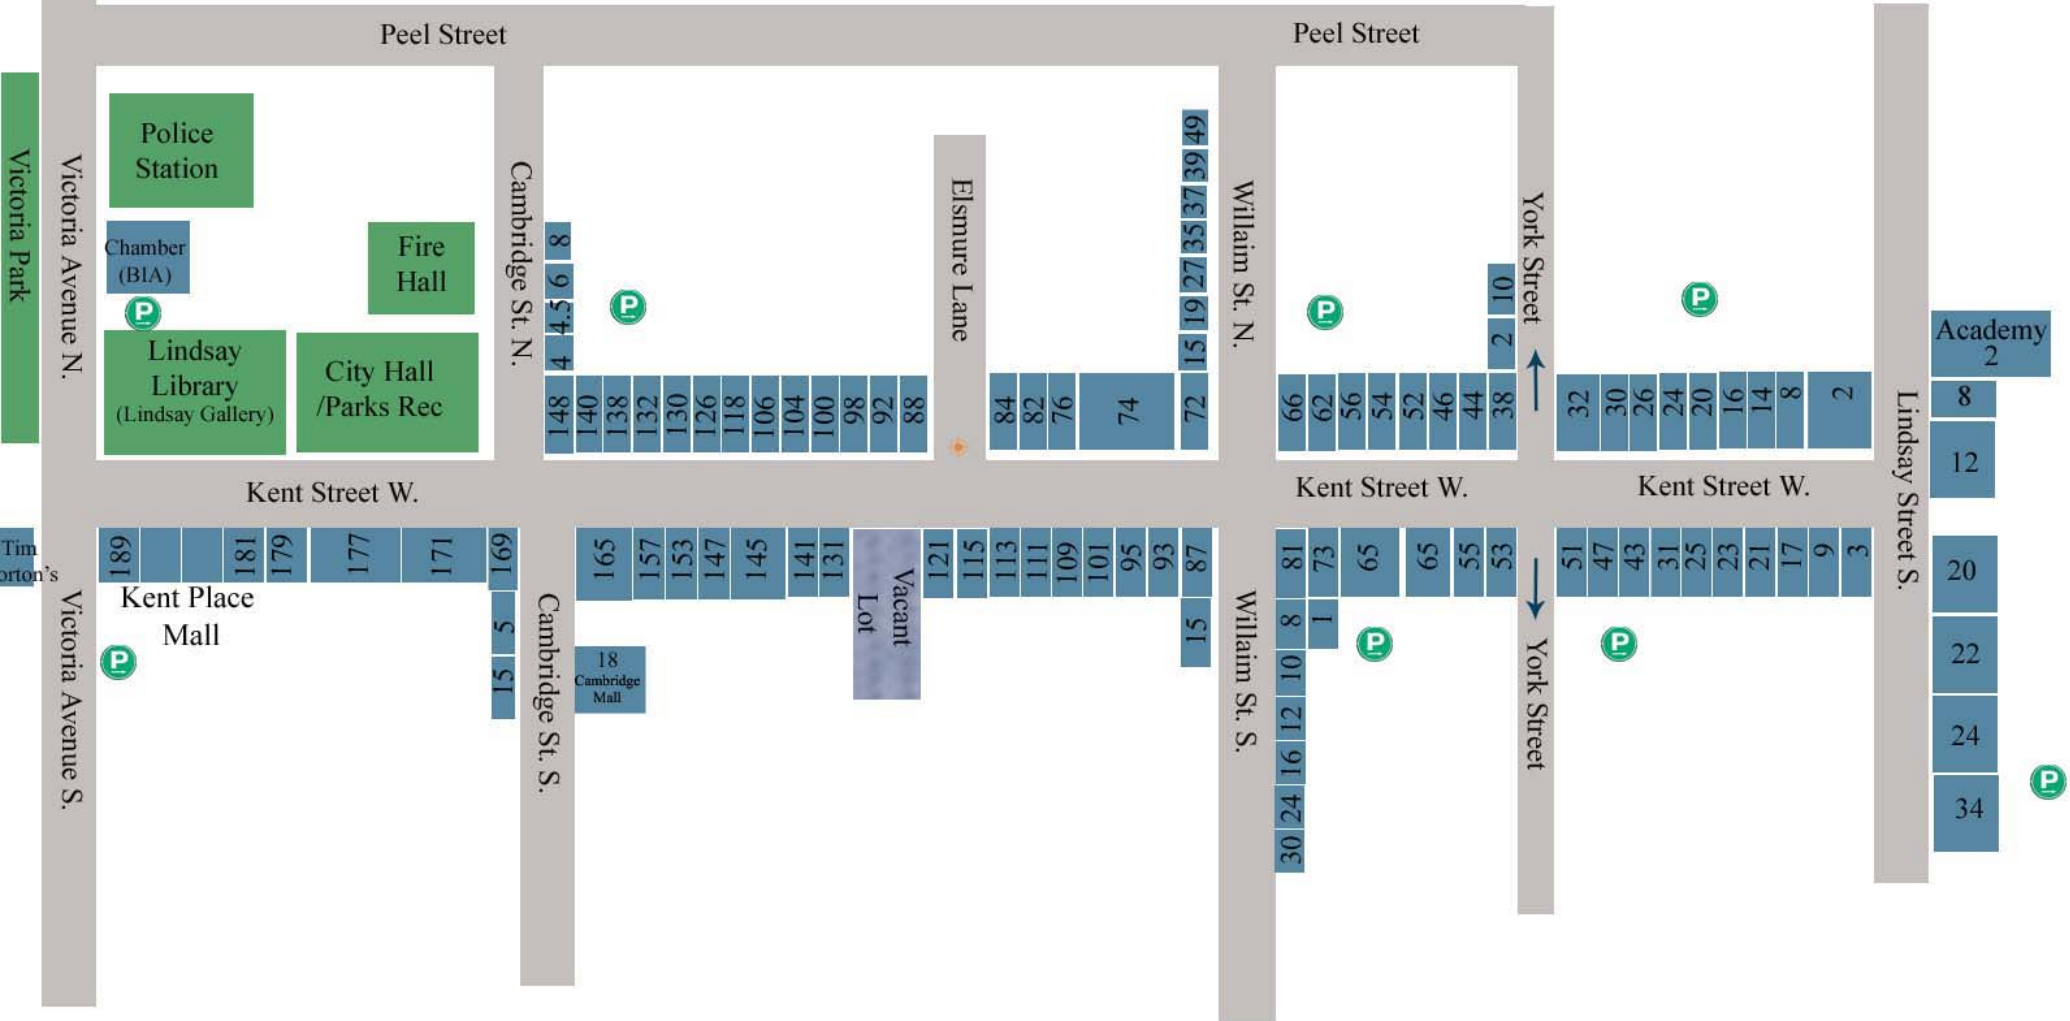 Peel Street
Peel Street
Victoria Park
Victoria Avenue N.
Police
Station
Chamber
(BIA)
P
Fire
Hall
Lindsay
Library
(Lindsay Gallery)
City Hall
/Parks Rec
Cambridge St. N.
8
6
4.5
4
P
148
140
138
132
130
126
118
106
104
100
98
92
88
Elsmure Lane
84
82
76
74
72
49
39
37
35
27
19
15
Willaim St. N.
P
66
62
56
54
52
46
44
38
10
2
York Street
P
32
30
26
24
20
16
14
8
2
Academy
2
8
12
Lindsay Street S.
Kent Street W.
Kent Street W.
Kent Street W.
Tim
orton's
189
181
179
177
171
169
Kent Place
Mall
5
15
P
Victoria Avenue S.
Cambridge St. S.
165
157
153
147
145
141
131
Vacant
Lot
121
115
113
111
109
101
95
93
87
15
18
Cambridge
Mall
Willaim St. S.
81
73
65
65
55
53
8
1
10
12
16
24
30
P
York Street
51
47
43
31
25
23
21
17
9
3
P
20
22
24
34
P